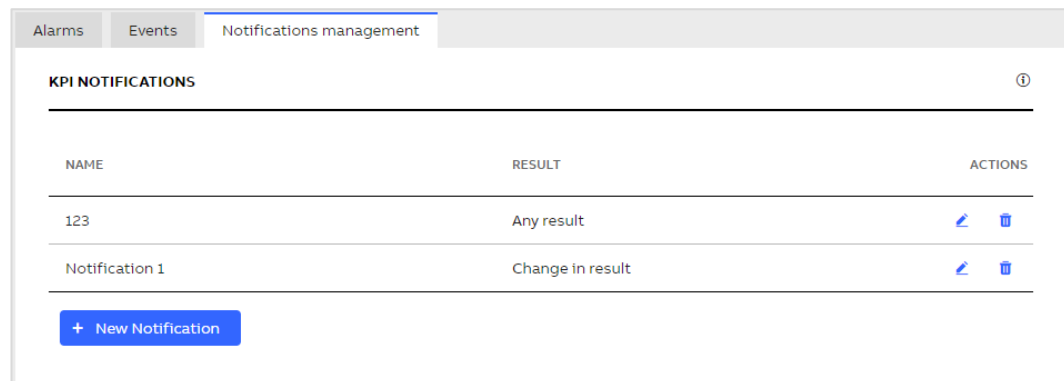 Alarms Events Notifications management
KPI NOTIFICATIONS
NAME RESULT ACTIONS
123 Any result
Notification 1 Change in result
+ New Notification